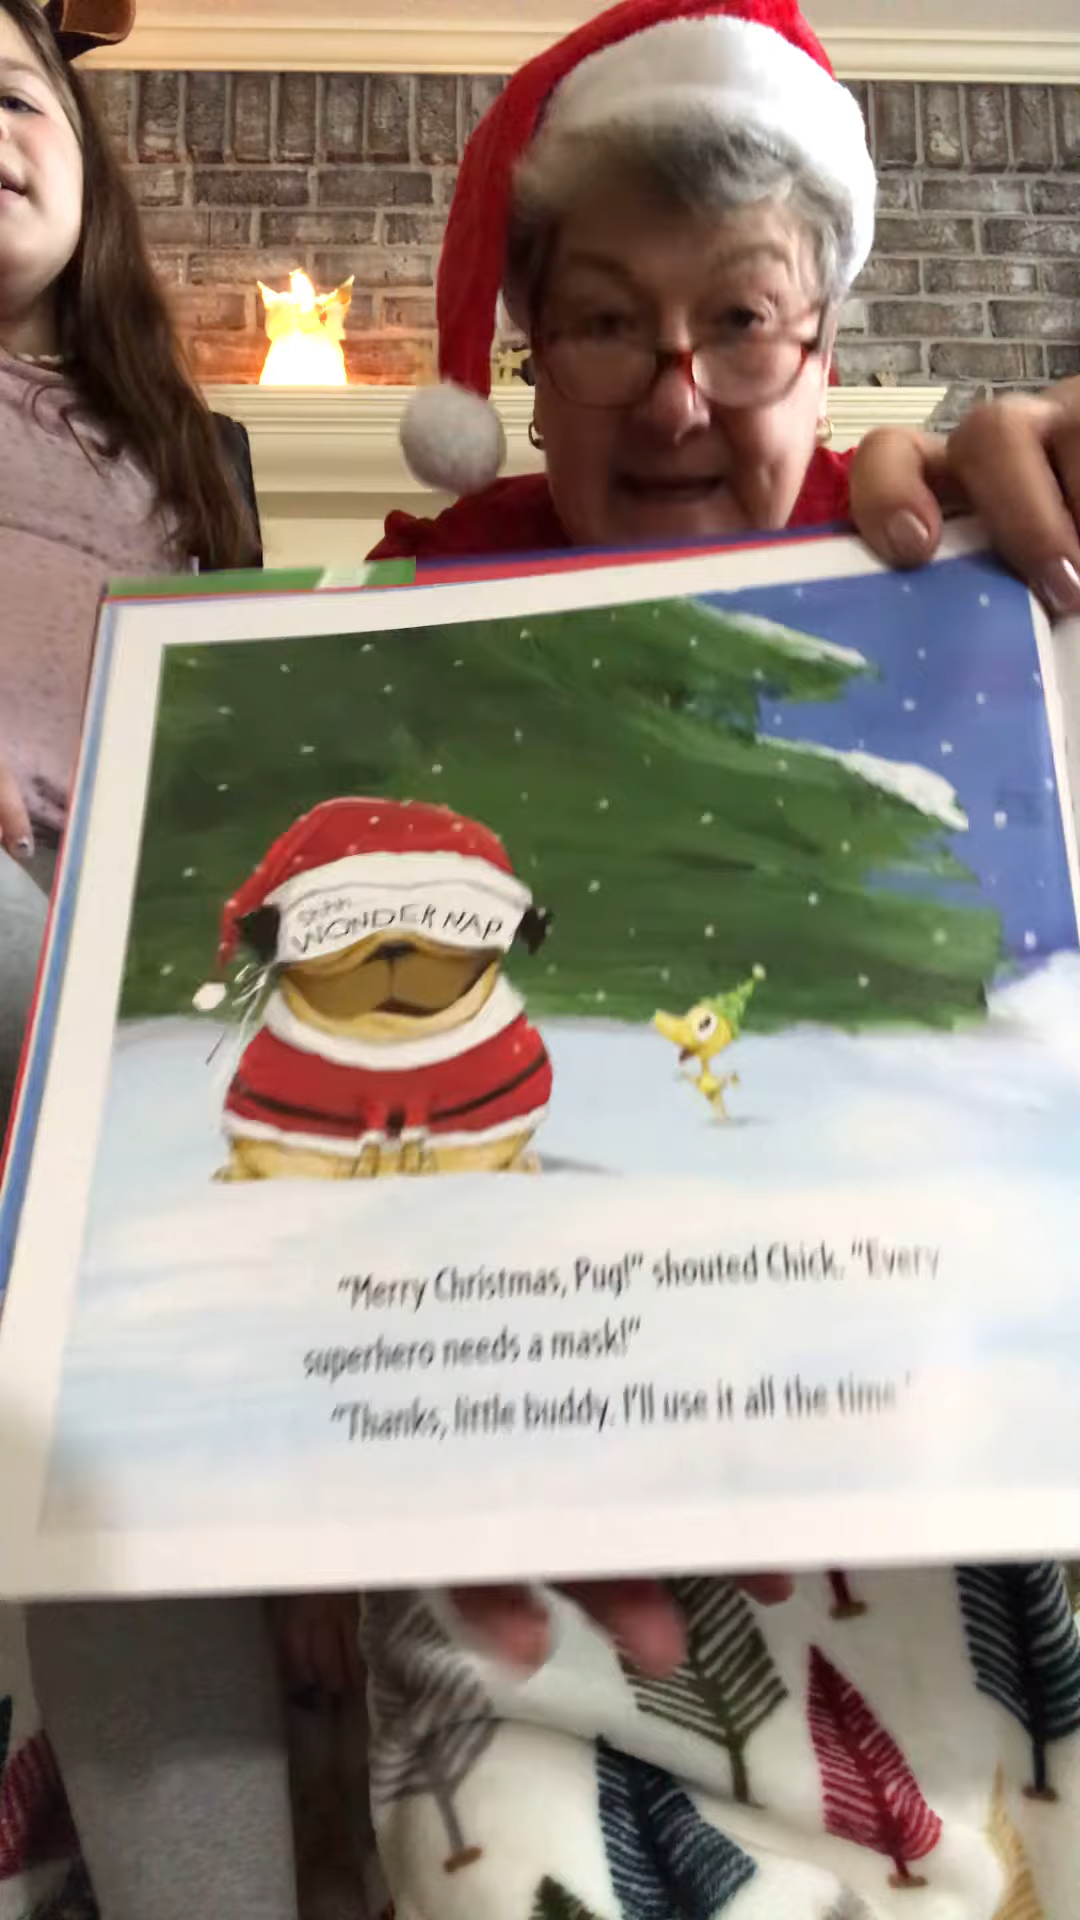 Shhh...
WONDER NAP
"Merry Christmas, Pug!" shouted Chick. "Every
superhero needs a mask!"
"Thanks, little buddy. I'll use it all the time."